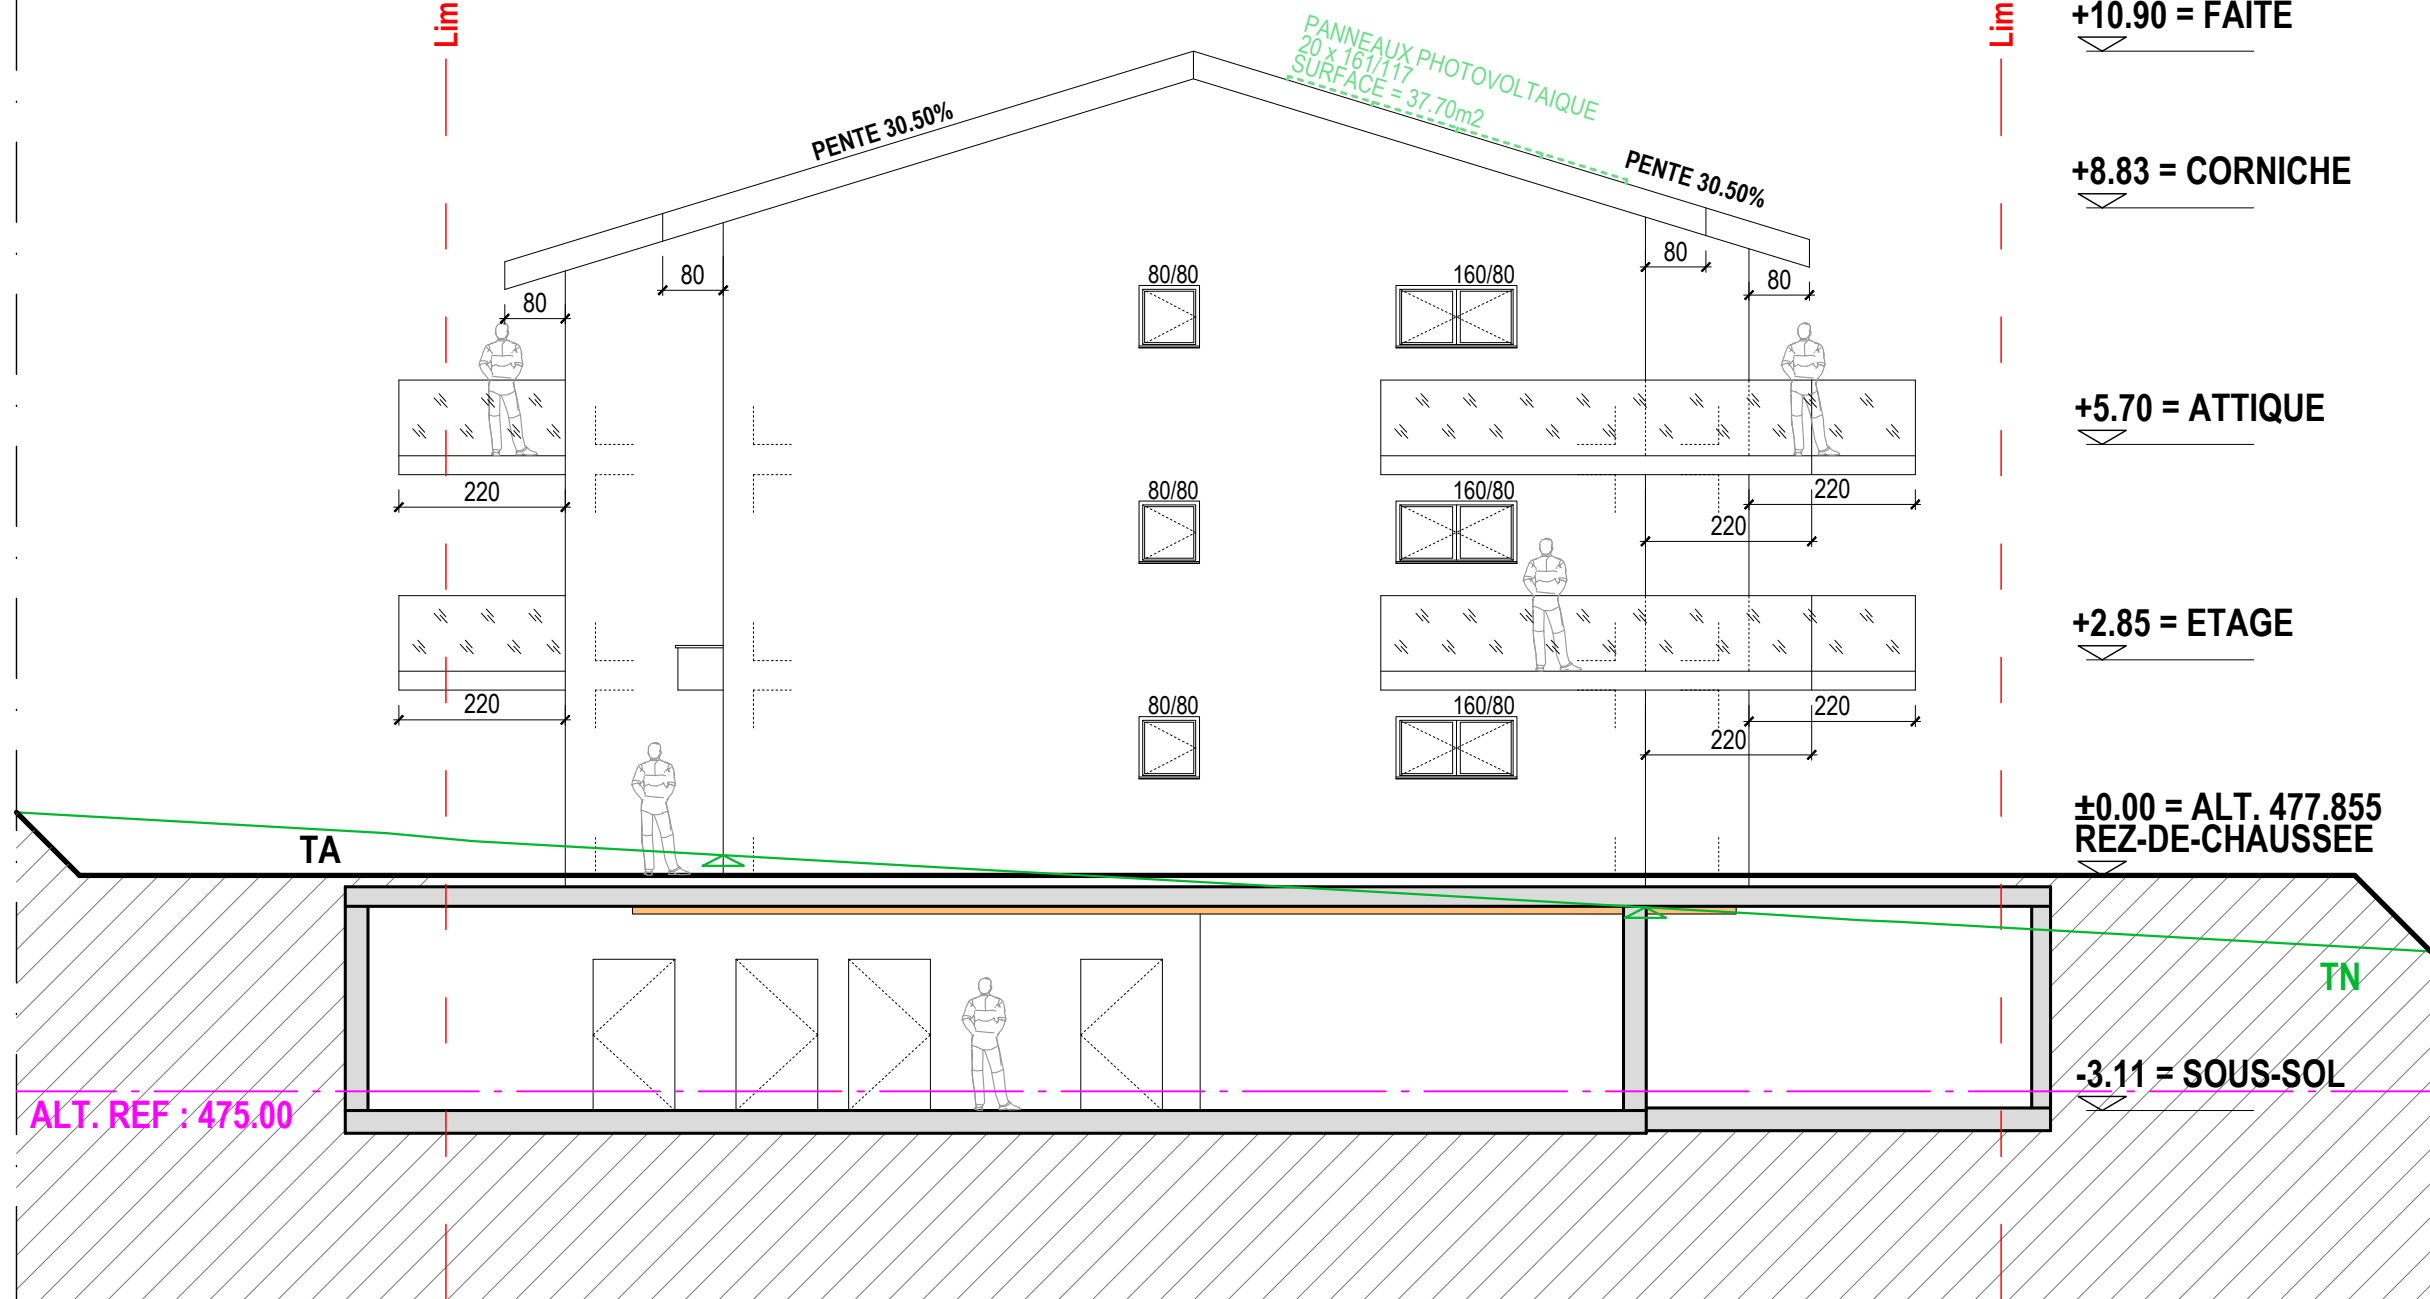 Lim
Lim
+10.90 = FAITE
PANNEAUX PHOTOVOLTAIQUE
20 x 161/117
SURFACE = 37.70m2
PENTE 30.50%
PENTE 30.50%
+8.83 = CORNICHE
80
80
80
80
80/80
160/80
+5.70 = ATTIQUE
220
80/80
160/80
220
220
+2.85 = ETAGE
220
80/80
160/80
220
220
±0.00 = ALT. 477.855
REZ-DE-CHAUSSEE
TA
TN
-3.11 = SOUS-SOL
ALT. REF : 475.00